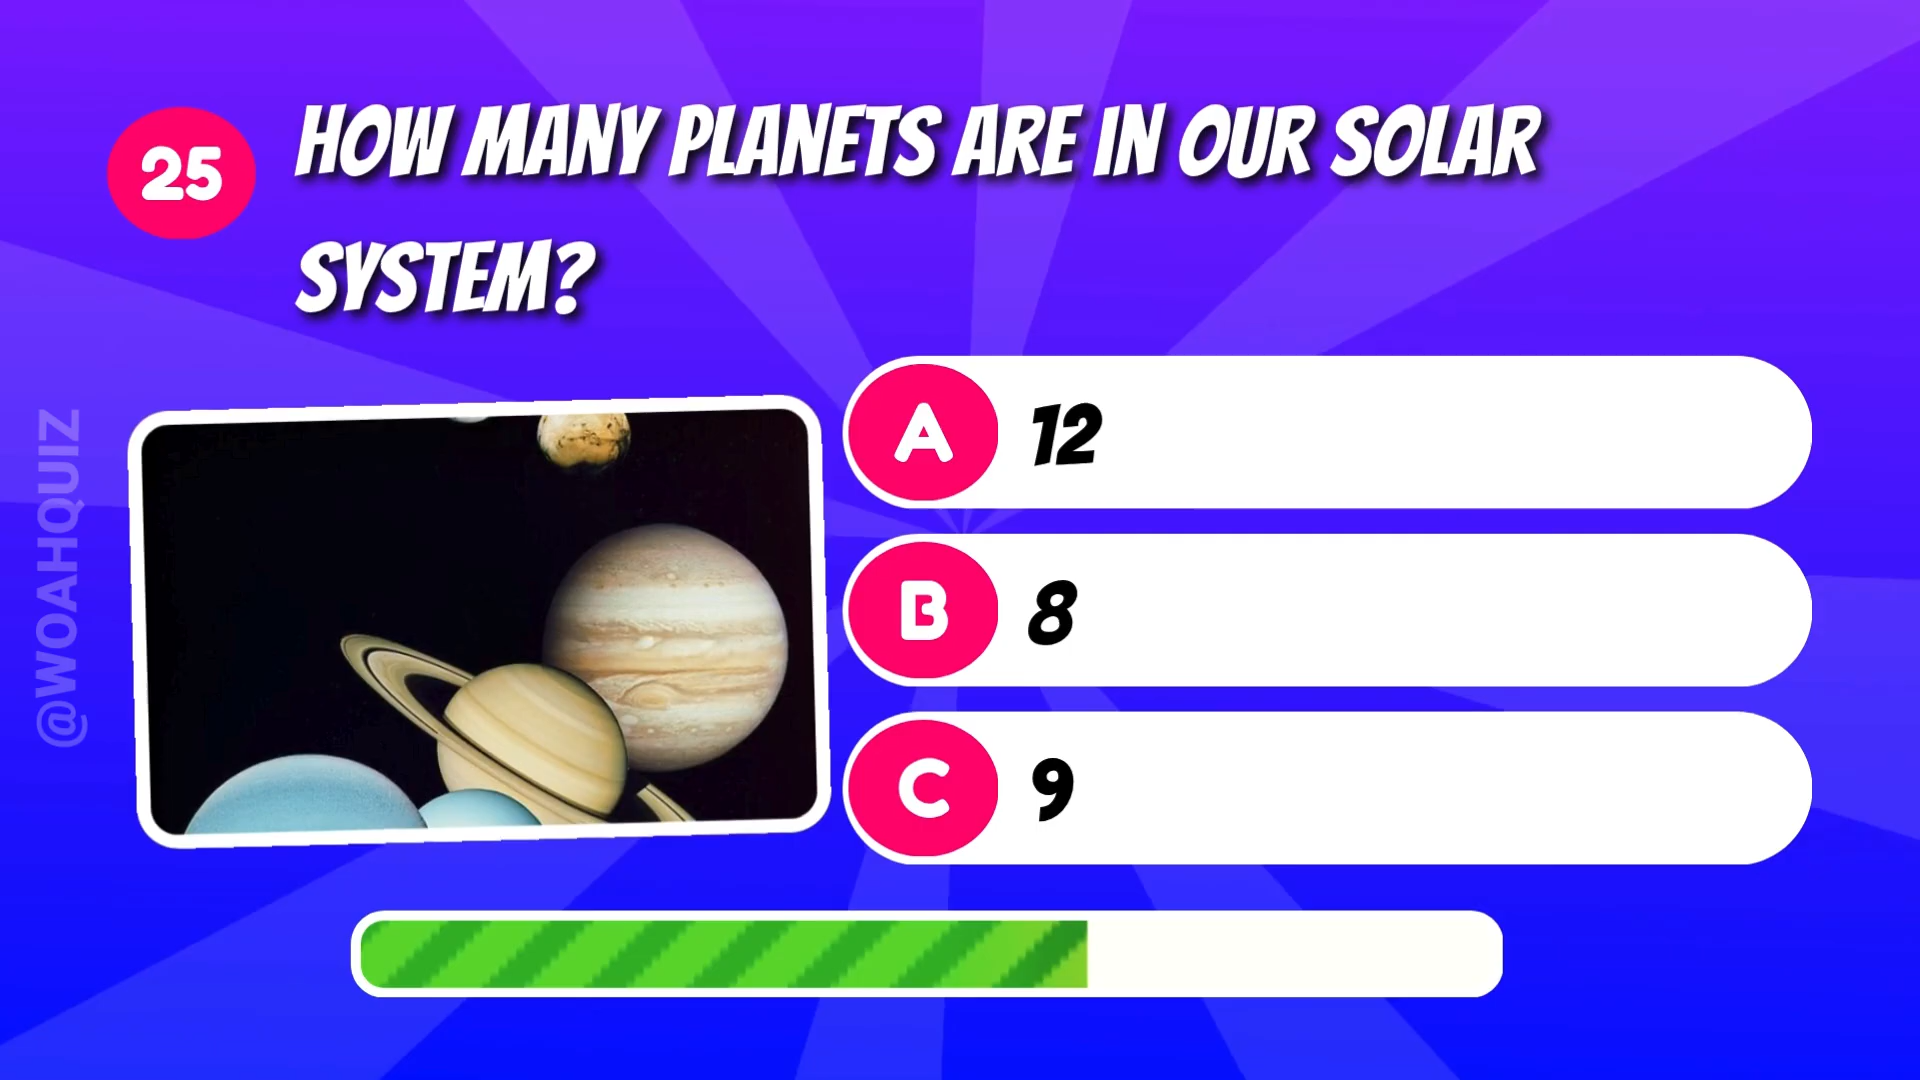 25
HOW MANY PLANETS ARE IN OUR SOLAR
SYSTEM?
@WOAHQUIZ
A 12
B 8
C 9